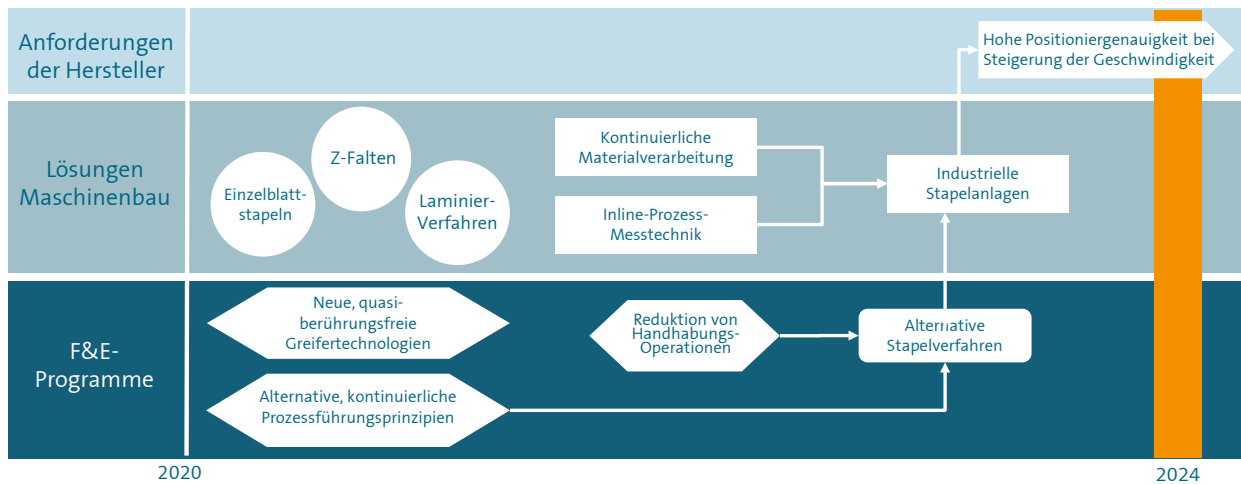 Anforderungen
der Hersteller
Hohe Positioniergenauigkeit bei
Steigerung der Geschwindigkeit
Lösungen
Maschinenbau
Einzelblatt-
stapeln
Z-Falten
Laminier-
Verfahren
Kontinuierliche
Materialverarbeitung
Inline-Prozess-
Messtechnik
Industrielle
Stapelanlagen
F&E-
Programme
Neue, quasi-
berührungsfreie
Greifertechnologien
Alternative, kontinuierliche
Prozessführungsprinzipien
Reduktion von
Handhabungs-
Operationen
Alternative
Stapelverfahren
2020
2024